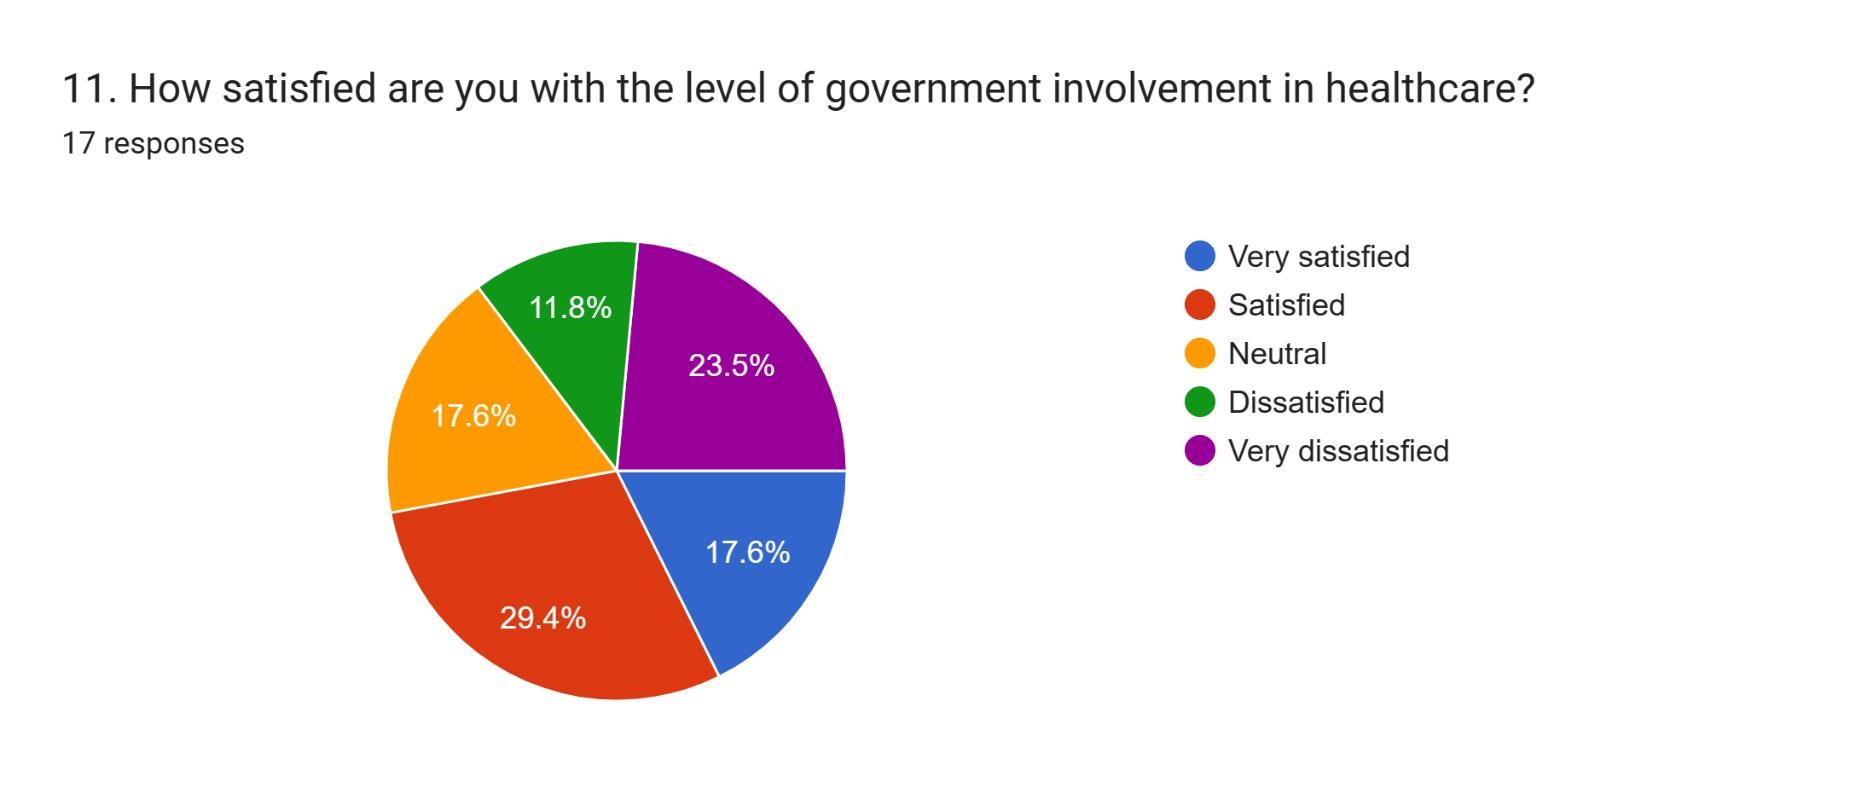 11. How satisfied are you with the level of government involvement in healthcare?
17 responses
11.8%
23.5%
17.6%
17.6%
29.4%
Very satisfied
Satisfied
Neutral
Dissatisfied
Very dissatisfied